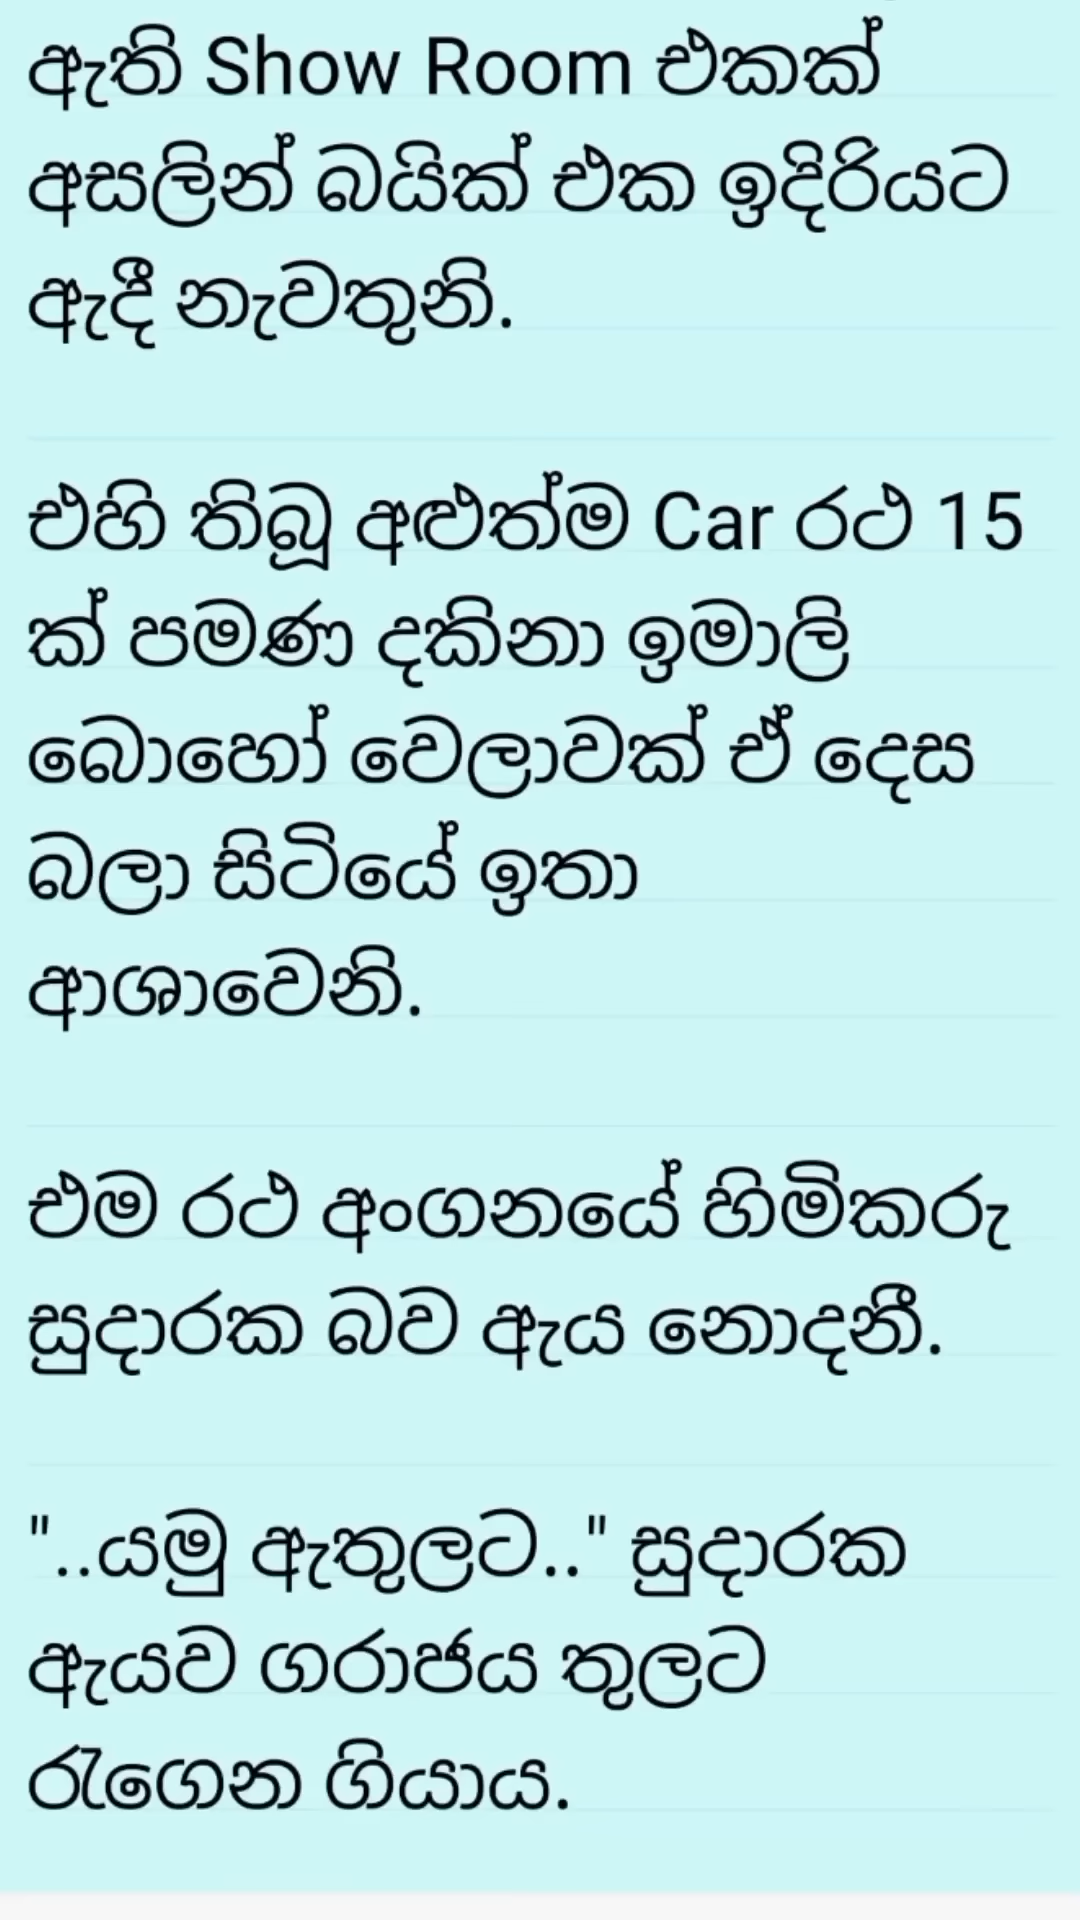 ඇති Show Room එකක්
අසලින් බයික් එක ඉදිරියට
ඇදී නැවතුනි.
එහි තිබූ අළුත්ම Car රථ 15
ක් පමණ දකිනා ඉමාලි
බොහෝ වෙලාවක් ඒ දෙස
බලා සිටියේ ඉතා
ආශාවෙනි.
එම රථ අංගනයේ හිමිකරු
සුදාරක බව ඇය නොදනී.
"..යමු ඇතුලට.." සුදාරක
ඇයව ගරාජය තුලට
රැගෙන ගියාය.